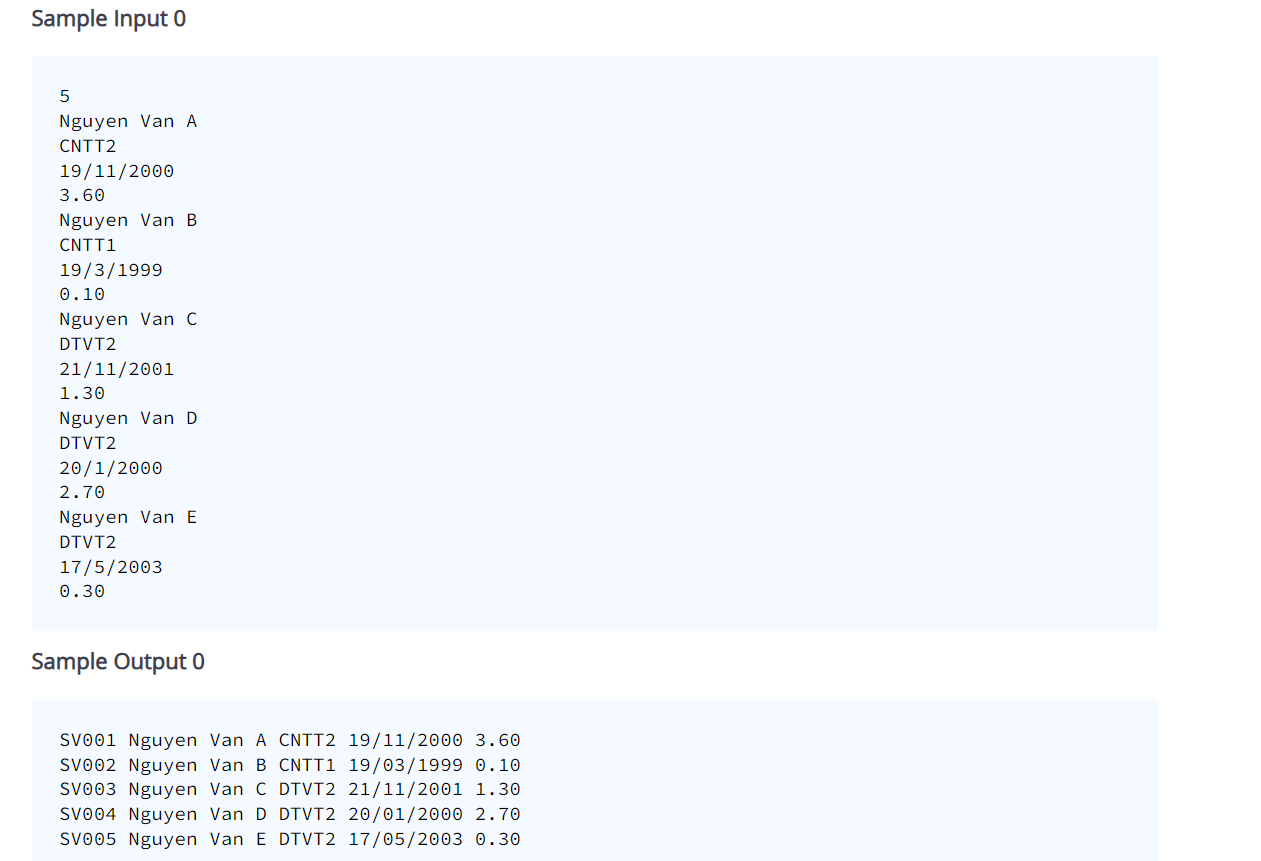 Sample Input 0
5
Nguyen Van A
CNTT2
19/11/2000
3.60
Nguyen Van B
CNTT1
19/3/1999
0.10
Nguyen Van C
DTVT2
21/11/2001
1.30
Nguyen Van D
DTVT2
20/1/2000
2.70
Nguyen Van E
DTVT2
17/5/2003
0.30
Sample Output 0
SV001 Nguyen Van A CNTT2 19/11/2000 3.60
SV002 Nguyen Van B CNTT1 19/03/1999 0.10
SV003 Nguyen Van C DTVT2 21/11/2001 1.30
SV004 Nguyen Van D DTVT2 20/01/2000 2.70
SV005 Nguyen Van E DTVT2 17/05/2003 0.30